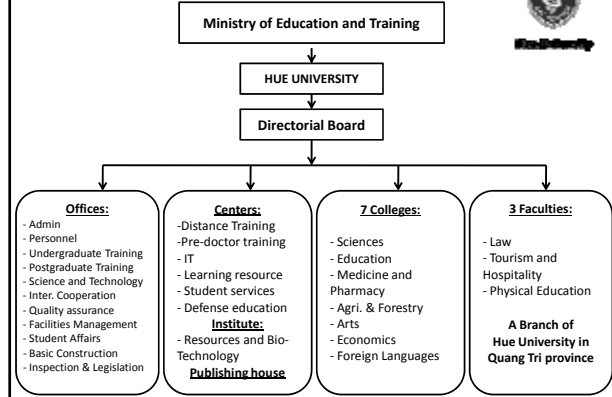 Ministry of Education and Training
HUE UNIVERSITY
Directorial Board
Offices:
- Admin
- Personnel
- Undergraduate Training
- Postgraduate Training
- Science and Technology
- Inter. Cooperation
- Quality assurance
- Facilities Management
- Student Affairs
- Basic Construction
- Inspection & Legislation
Centers:
-Distance Training
-Pre-doctor training
- IT
- Learning resource
- Student services
- Defense education
Institute:
- Resources and Bio-
Technology
Publishing house
7 Colleges:
- Sciences
- Education
- Medicine and
Pharmacy
- Agri. & Forestry
- Arts
- Economics
- Foreign Languages
3 Faculties:
- Law
- Tourism and
Hospitality
- Physical Education
A Branch of
Hue University in
Quang Tri province